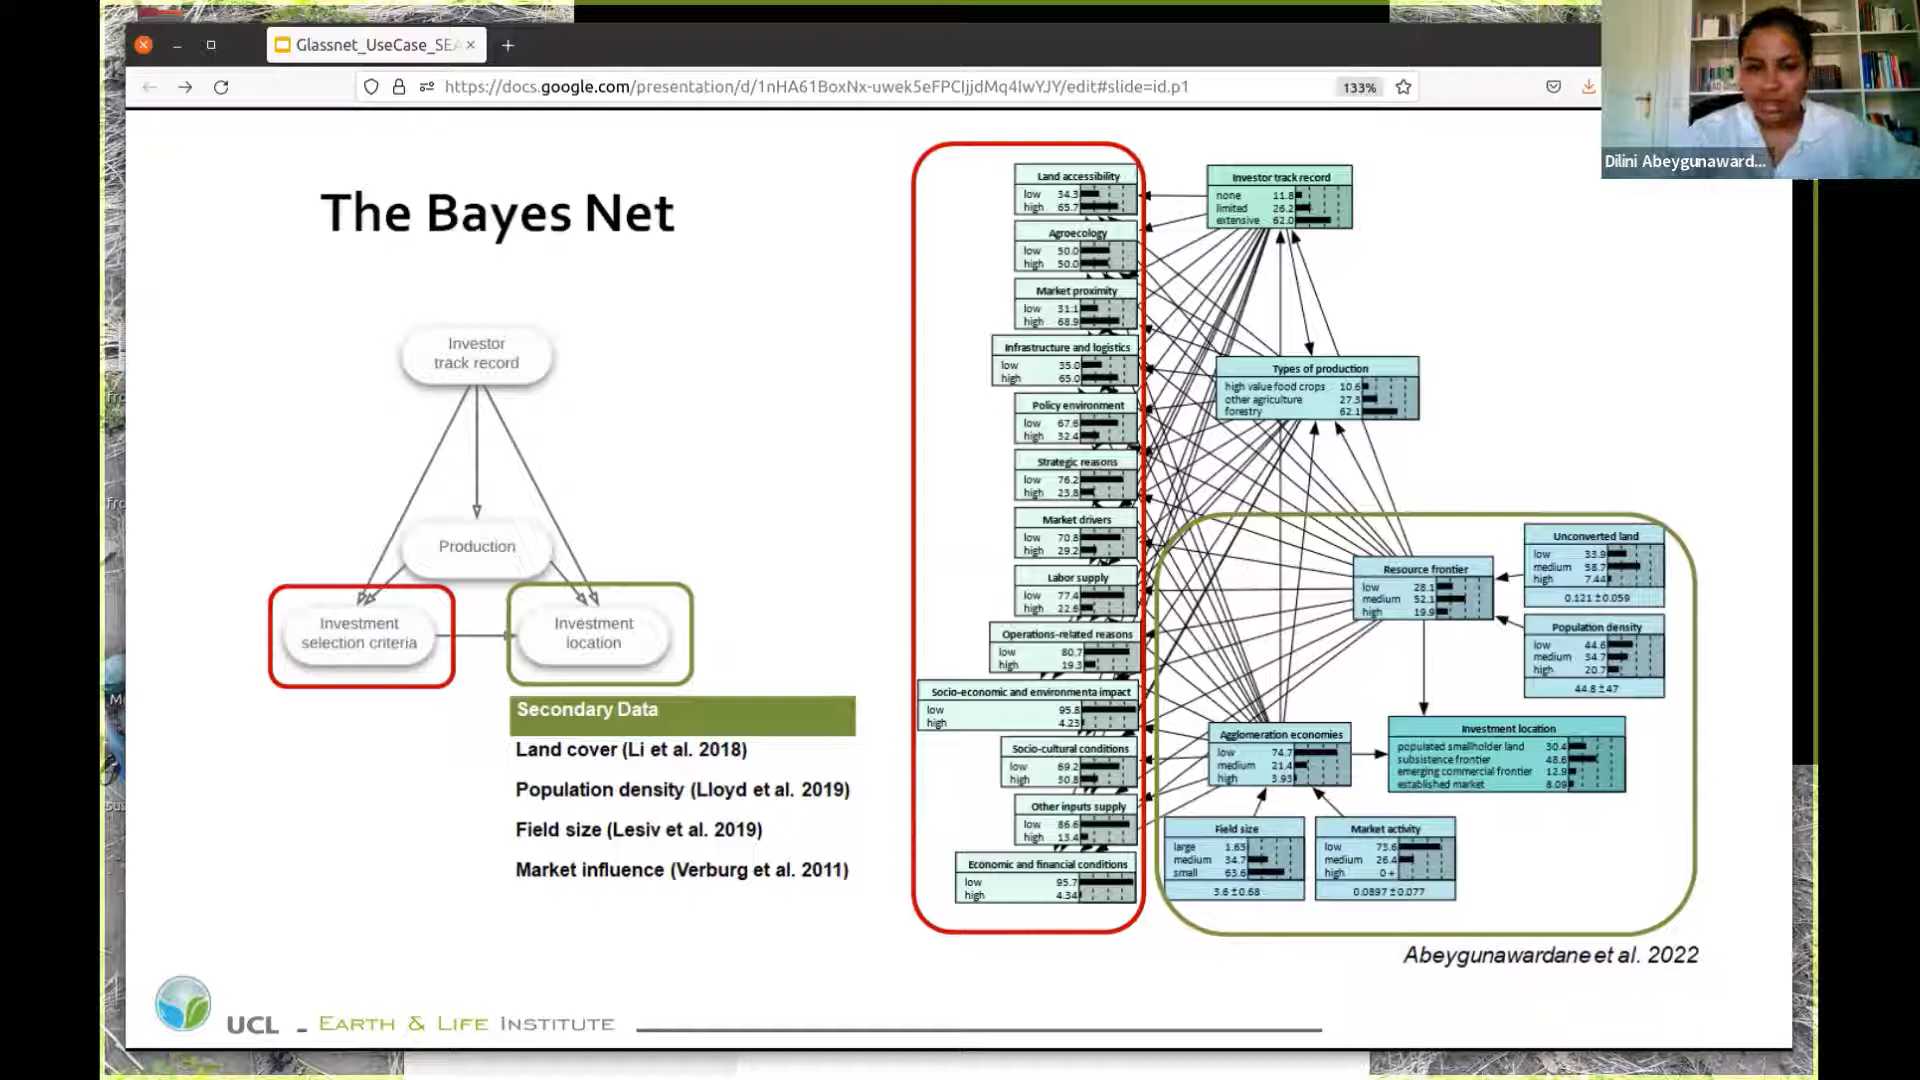 Glassnet_UseCase_SEA
https://docs.google.com/presentation/d/1nHA61BoxNx-uwek5eFPCIjjdMq4IwYJY/edit#slide=id.p1
133%
Dilini Abeygunaward...
The Bayes Net
Investor
track record
Production
Investment
selection criteria
Investment
location
Secondary Data
Land cover (Li et al. 2018)
Population density (Lloyd et al. 2019)
Field size (Lesiv et al. 2019)
Market influence (Verburg et al. 2011)
Land accessibility
low 34.3
high 65.7
Agroecology
low 50.0
high 50.0
Market proximity
low 31.1
high 68.9
Infrastructure and logistics
low 35.0
high 65.0
Policy environment
low 67.6
high 32.4
Strategic reasons
low 76.2
high 23.8
Market drivers
low 70.8
high 29.2
Labor supply
low 77.4
high 22.6
Operations-related reasons
low 80.7
high 19.3
Socio-economic and environmenta impact
low 95.8
high 4.23
Socio-cultural conditions
low 69.2
high 30.8
Other inputs supply
low 86.6
high 13.4
Economic and financial conditions
low 95.7
high 4.34
Investor track record
none 11.8
limited 26.2
extensive 62.0
Types of production
high value food crops 10.6
other agriculture 27.3
forestry 62.1
Resource frontier
low 28.1
medium 52.1
high 19.9
Unconverted land
low 33.9
medium 58.7
high 7.44
0.121 ± 0.059
Population density
low 44.6
medium 34.7
high 20.7
44.8 ± 47
Agglomeration economies
low 74.7
medium 21.4
high 3.93
Investment location
populated smallholder land 30.4
subsistence frontier 48.6
emerging commercial frontier 12.9
established market 8.09
Field size
large 1.65
medium 34.7
small 63.6
3.6 ± 0.68
Market activity
low 73.6
medium 26.4
high 0 +
0.0897 ± 0.077
Abeygunawardane et al. 2022
UCL - EARTH & LIFE INSTITUTE